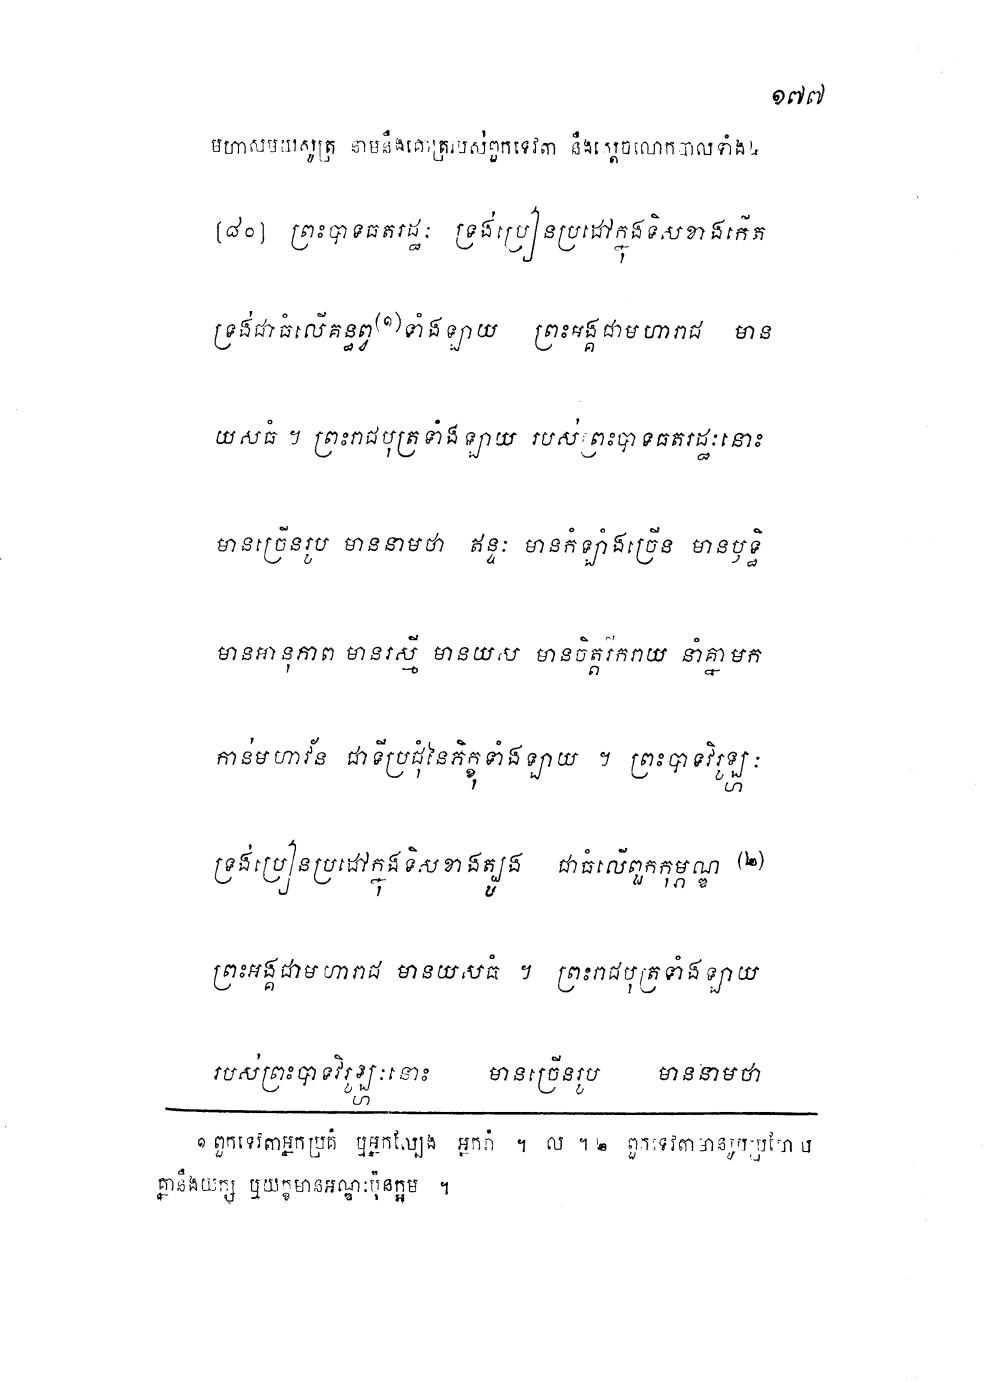 ១៧៧
មហាសមយសូត្រ នាមនឹងគោត្ររបស់ពួកទេវតា នឹងស្តេចលោកបាលទាំង៤
[៨០] ព្រះបាទធតរដ្ឋៈ ទ្រង់ប្រៀនប្រដៅក្នុងទិសខាងកើត
ទ្រង់ជាធំលើគន្ធព្វ(១)ទាំងឡាយ ព្រះអង្គជាមហារាជ មាន
យសធំ ។ ព្រះរាជបុត្រទាំងឡាយ របស់ព្រះបាទធតរដ្ឋៈនោះ
មានច្រើនរូប មាននាមថា ឥន្ទៈ មានកំឡាំងច្រើន មានឫទ្ធិ
មានអានុភាព មានរស្មី មានយស មានចិត្តរីករាយ នាំគ្នាមក
កាន់មហាវ័ន ជាទីប្រជុំនៃភិក្ខុទាំងឡាយ ។ ព្រះបាទវិរូឡ្ហៈ
ទ្រង់ប្រៀនប្រដៅក្នុងទិសខាងត្បូង ជាធំលើពួកកុម្ភណ្ឌ (២)
ព្រះអង្គជាមហារាជ មានយសធំ ។ ព្រះរាជបុត្រទាំងឡាយ
របស់ព្រះបាទវិរូឡ្ហៈនោះ មានច្រើនរូប មាននាមថា
១ ពួកទេវតាអ្នកប្រគំ ឬអ្នកល្បែង អ្នករាំ ។ ល ។ ២ ពួកទេវតាមានរូបប្រហែល
គ្នានឹងយក្ស ឬយក្ខមានអណ្ឌៈប៉ុនក្អម ។